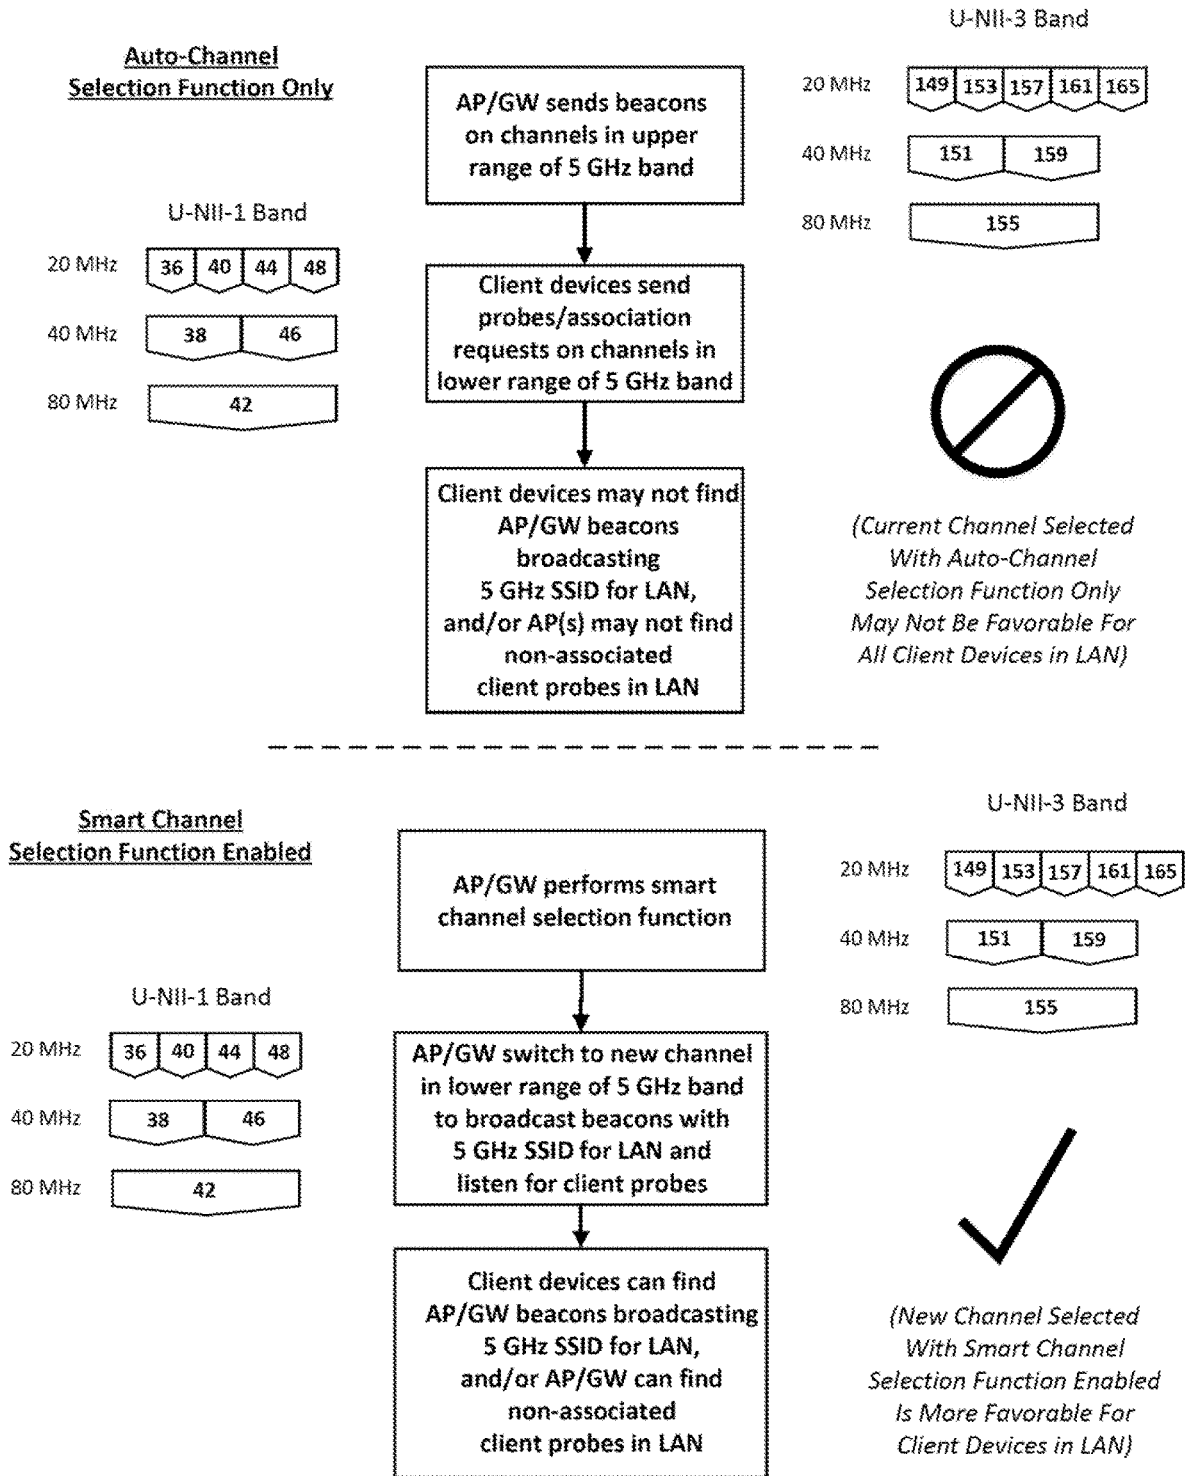 Auto-Channel
Selection Function Only
AP/GW sends beacons
on channels in upper
range of 5 GHz band
U-NII-3 Band
20 MHz 149 153 157 161 165
40 MHz 151 159
80 MHz 155
U-NII-1 Band
20 MHz 36 40 44 48
40 MHz 38 46
80 MHz 42
Client devices send
probes/association
requests on channels in
lower range of 5 GHz band
Client devices may not find
AP/GW beacons
broadcasting
5 GHz SSID for LAN,
and/or AP(s) may not find
non-associated
client probes in LAN
(Current Channel Selected
With Auto-Channel
Selection Function Only
May Not Be Favorable For
All Client Devices in LAN)
Smart Channel
Selection Function Enabled
AP/GW performs smart
channel selection function
U-NII-3 Band
20 MHz 149 153 157 161 165
40 MHz 151 159
80 MHz 155
U-NII-1 Band
20 MHz 36 40 44 48
40 MHz 38 46
80 MHz 42
AP/GW switch to new channel
in lower range of 5 GHz band
to broadcast beacons with
5 GHz SSID for LAN and
listen for client probes
Client devices can find
AP/GW beacons broadcasting
5 GHz SSID for LAN,
and/or AP/GW can find
non-associated
client probes in LAN
(New Channel Selected
With Smart Channel
Selection Function Enabled
Is More Favorable For
Client Devices in LAN)